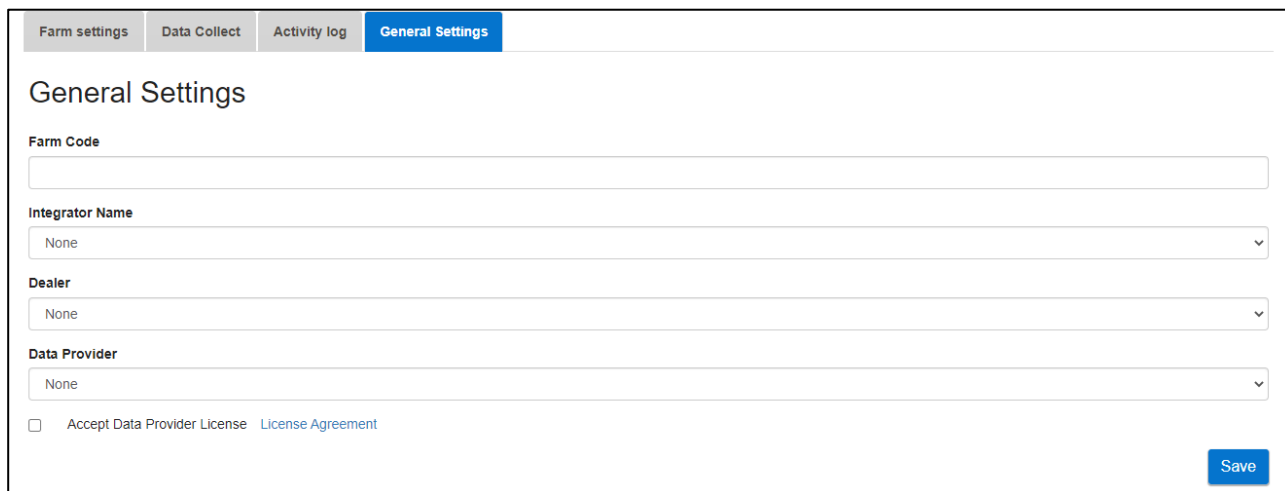 Farm settings Data Collect Activity log General Settings
General Settings
Farm Code
Integrator Name
None
Dealer
None
Data Provider
None
Accept Data Provider License License Agreement
Save